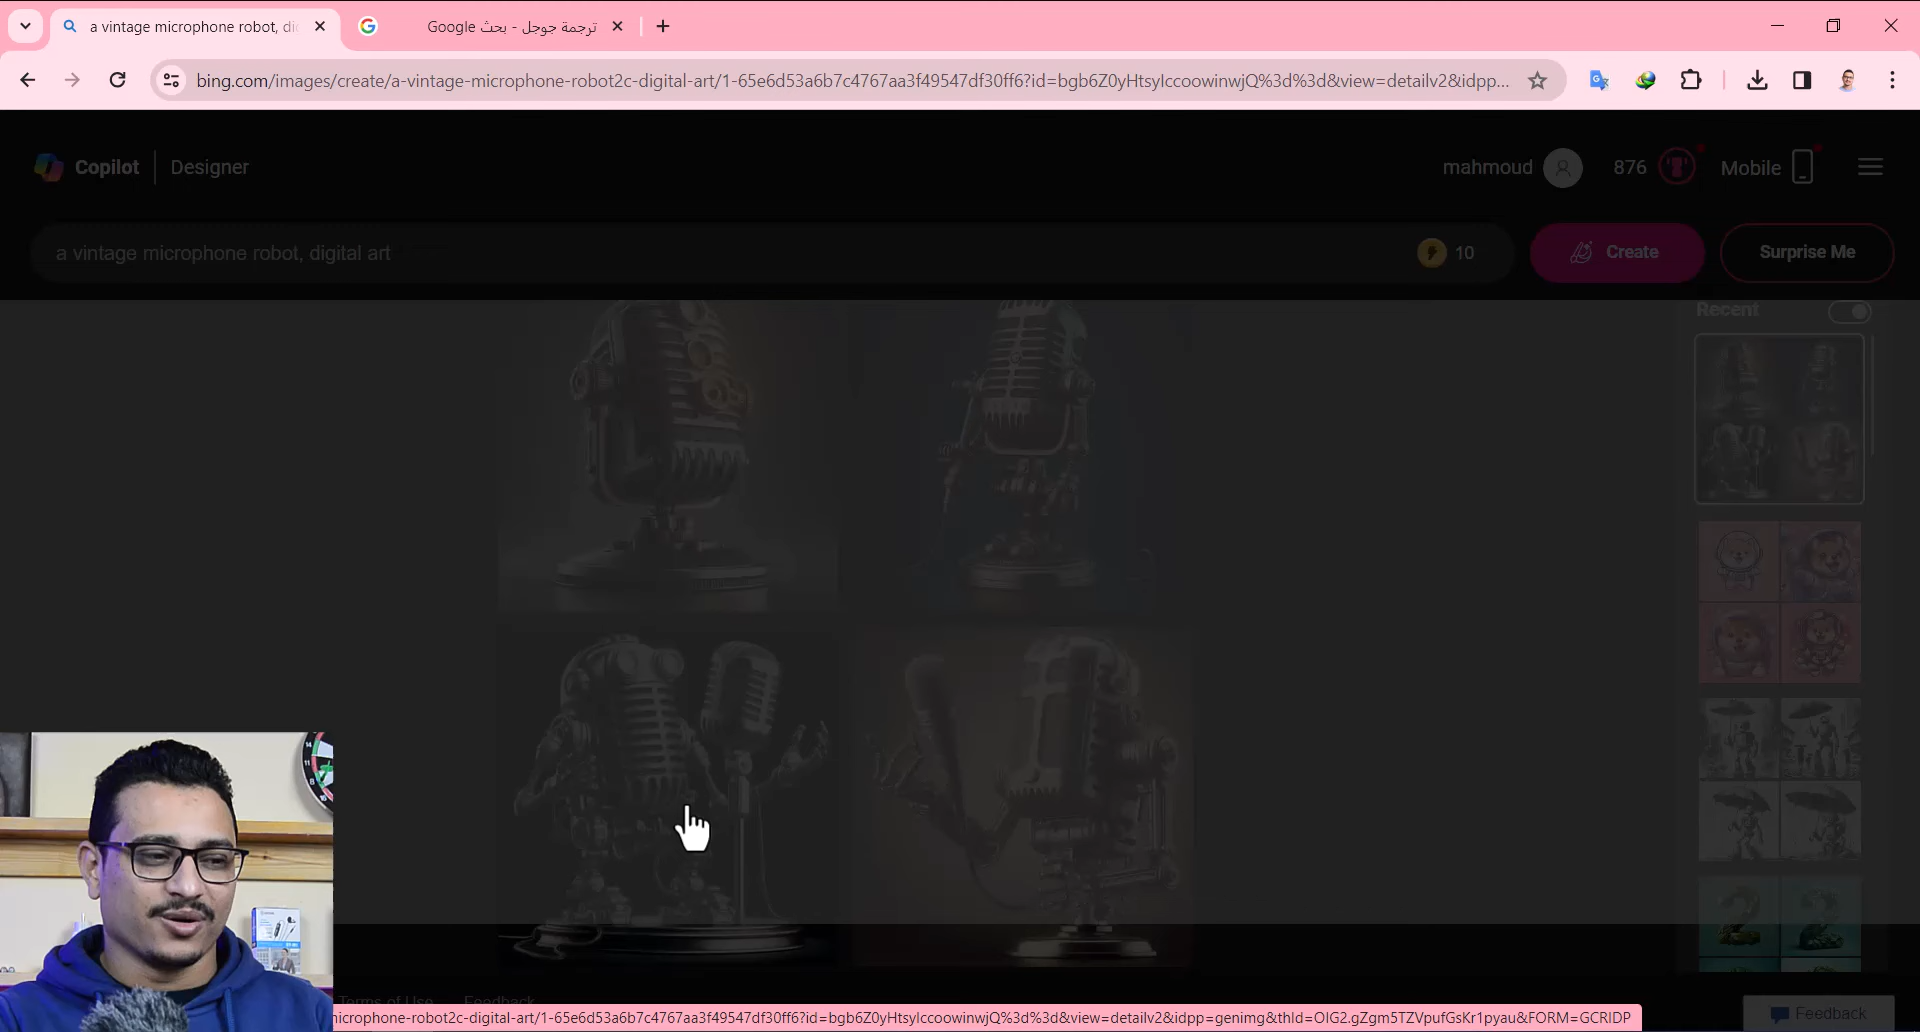 a vintage microphone robot, di
ترجمة جوجل - بحث Google
bing.com/images/create/a-vintage-microphone-robot2c-digital-art/1-65e6d53a6b7c4767aa3f49547df30ff6?id=bgb6Z0yHtsyIccoowinwjQ%3d%3d&view=detailv2&idpp...
Copilot
Designer
mahmoud
876
Mobile
a vintage microphone robot, digital art
10
Create
Surprise Me
Recent
Terms of Use
Feedback
Feedback
nicrophone-robot2c-digital-art/1-65e6d53a6b7c4767aa3f49547df30ff6?id=bgb6Z0yHtsyIccoowinwjQ%3d%3d&view=detailv2&idpp=genimg&thId=OIG2.gZgm5TZVpufGsKr1pyau&FORM=GCRIDP